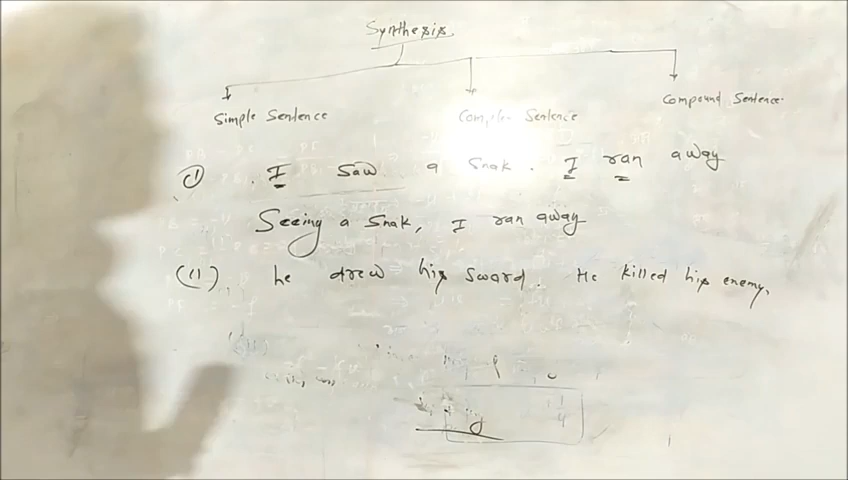 Synthesis.
Simple Sentence
Complex Sentence
Compound Sentence.
(I) I saw a snak. I ran away
Seeing a snak, I ran away
(II). he drew his sword. He killed his enemy,